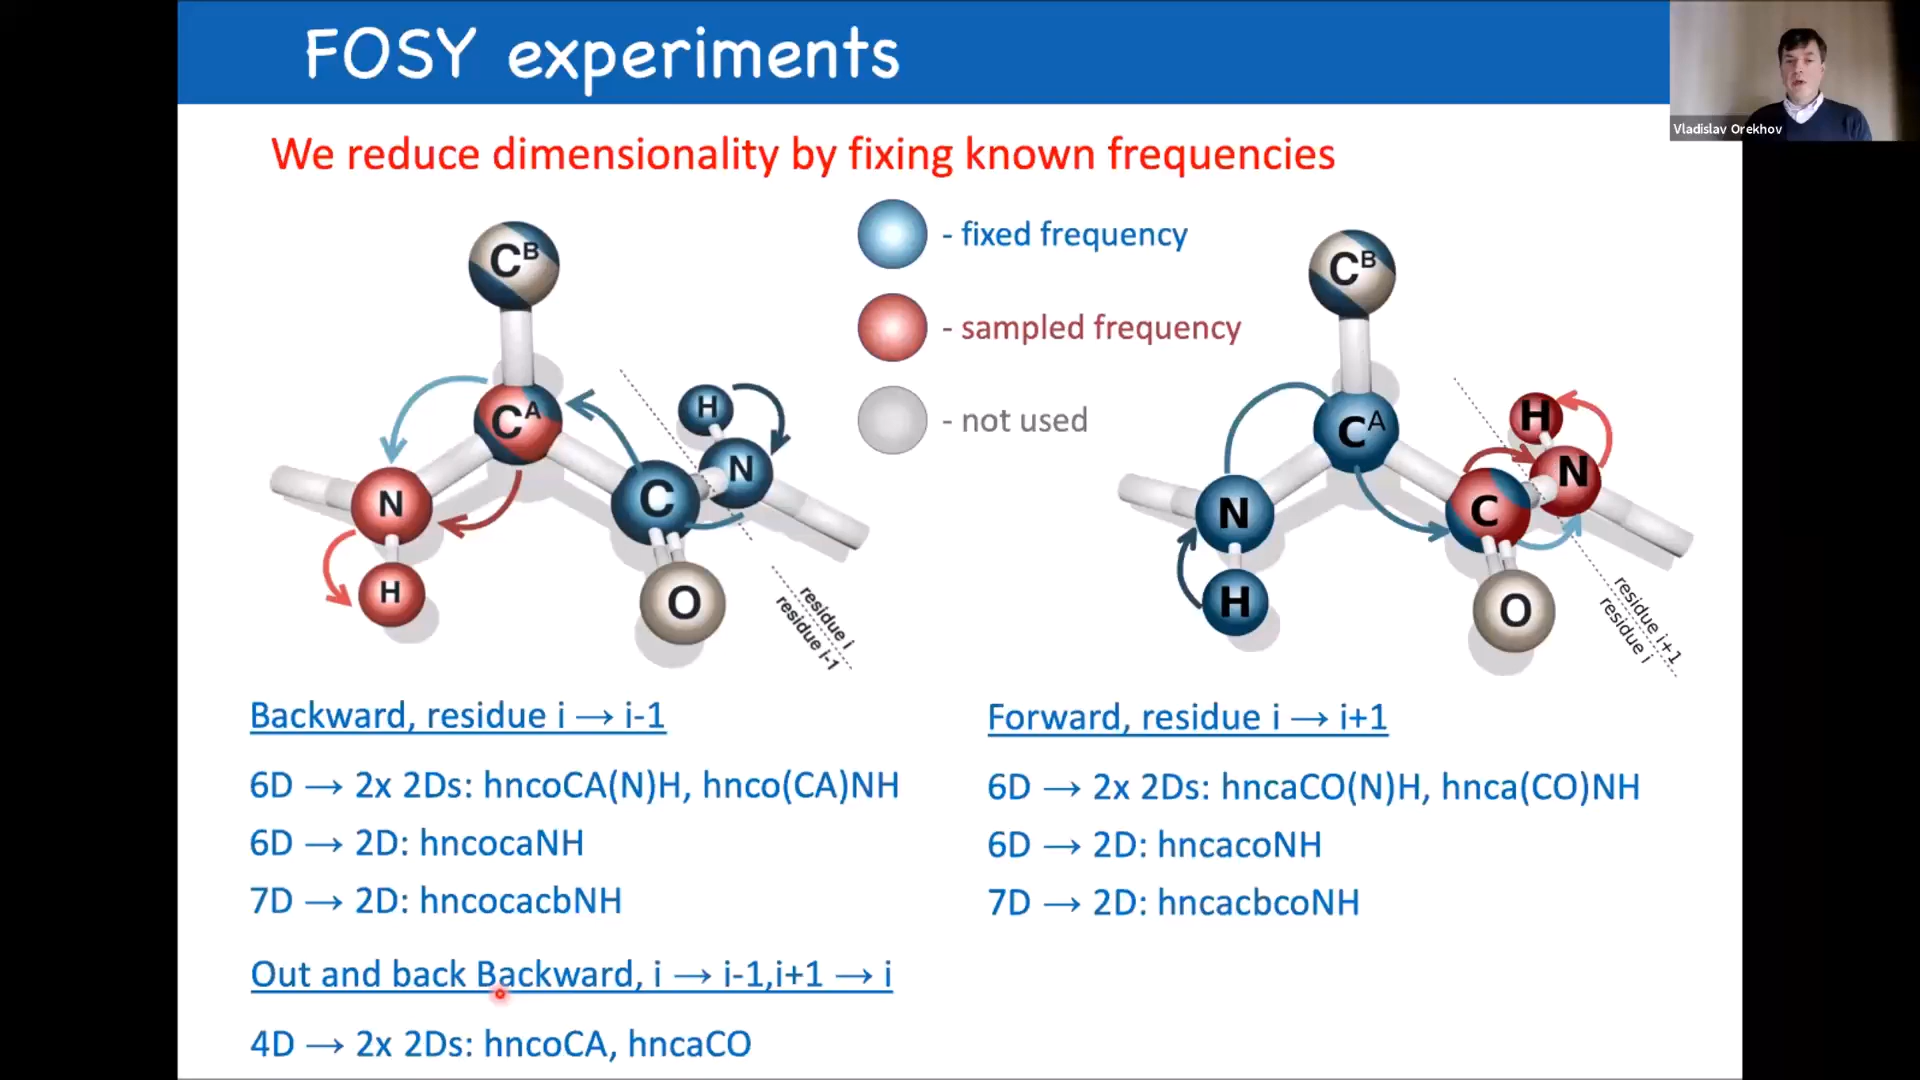 FOSY experiments
Vladislav Orekhov
We reduce dimensionality by fixing known frequencies
- fixed frequency
- sampled frequency
- not used
Cᴮ
Cᴬ
H
N
N
C
H
O
residue i
residue i-1
Cᴮ
Cᴬ
H
N
N
C
H
O
residue i+1
residue i
Backward, residue i → i-1
6D → 2x 2Ds: hncoCA(N)H, hnco(CA)NH
6D → 2D: hncocaNH
7D → 2D: hncocacbNH
Out and back Backward, i → i-1,i+1 → i
4D → 2x 2Ds: hncoCA, hncaCO
Forward, residue i → i+1
6D → 2x 2Ds: hncaCO(N)H, hnca(CO)NH
6D → 2D: hncacoNH
7D → 2D: hncacbcoNH